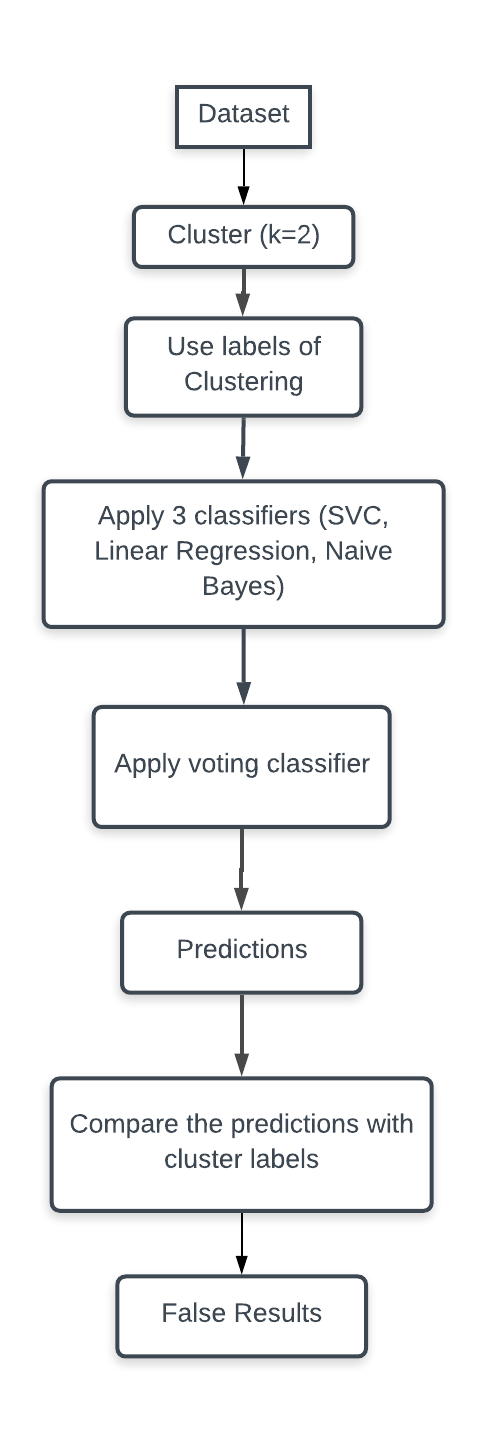 Dataset
Cluster (k=2)
Use labels of
Clustering
Apply 3 classifiers (SVC,
Linear Regression, Naive
Bayes)
Apply voting classifier
Predictions
Compare the predictions with
cluster labels
False Results